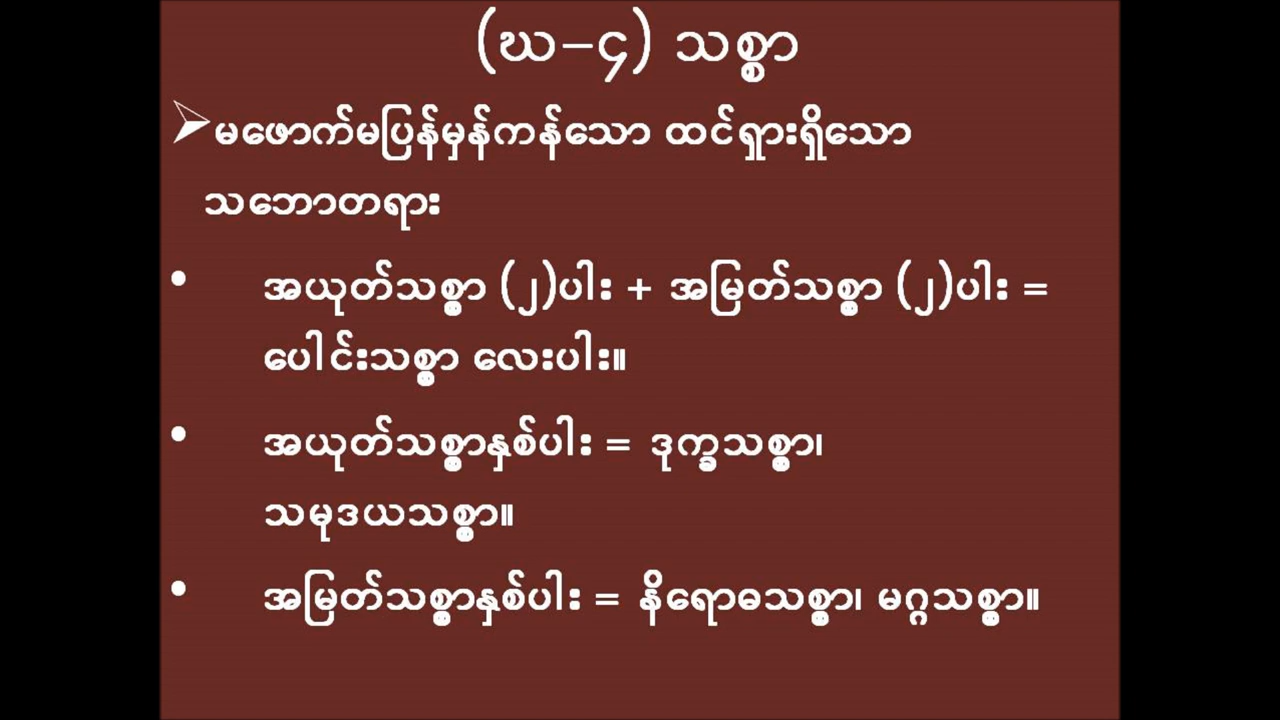 (ဃ-၄) သစ္စာ
➢မဖောက်မပြန်မှန်ကန်သော ထင်ရှားရှိသော
သဘောတရား
• အယုတ်သစ္စာ (၂)ပါး + အမြတ်သစ္စာ (၂)ပါး =
ပေါင်းသစ္စာ လေးပါး။
• အယုတ်သစ္စာနှစ်ပါး = ဒုက္ခသစ္စာ၊
သမုဒယသစ္စာ။
• အမြတ်သစ္စာနှစ်ပါး = နိရောဓသစ္စာ၊ မဂ္ဂသစ္စာ။